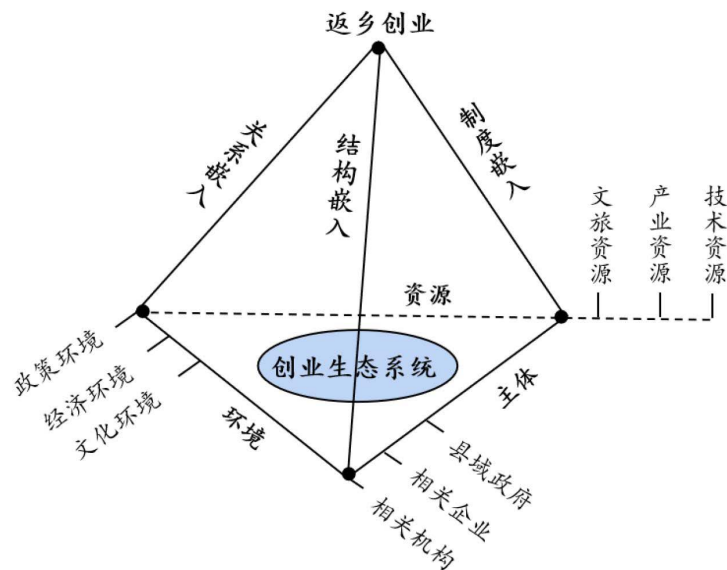 返乡创业
关系嵌入
结构嵌入
制度嵌入
文旅资源
产业资源
技术资源
资源
创业生态系统
政策环境
经济环境
文化环境
环境
主体
县域政府
相关企业
相关机构